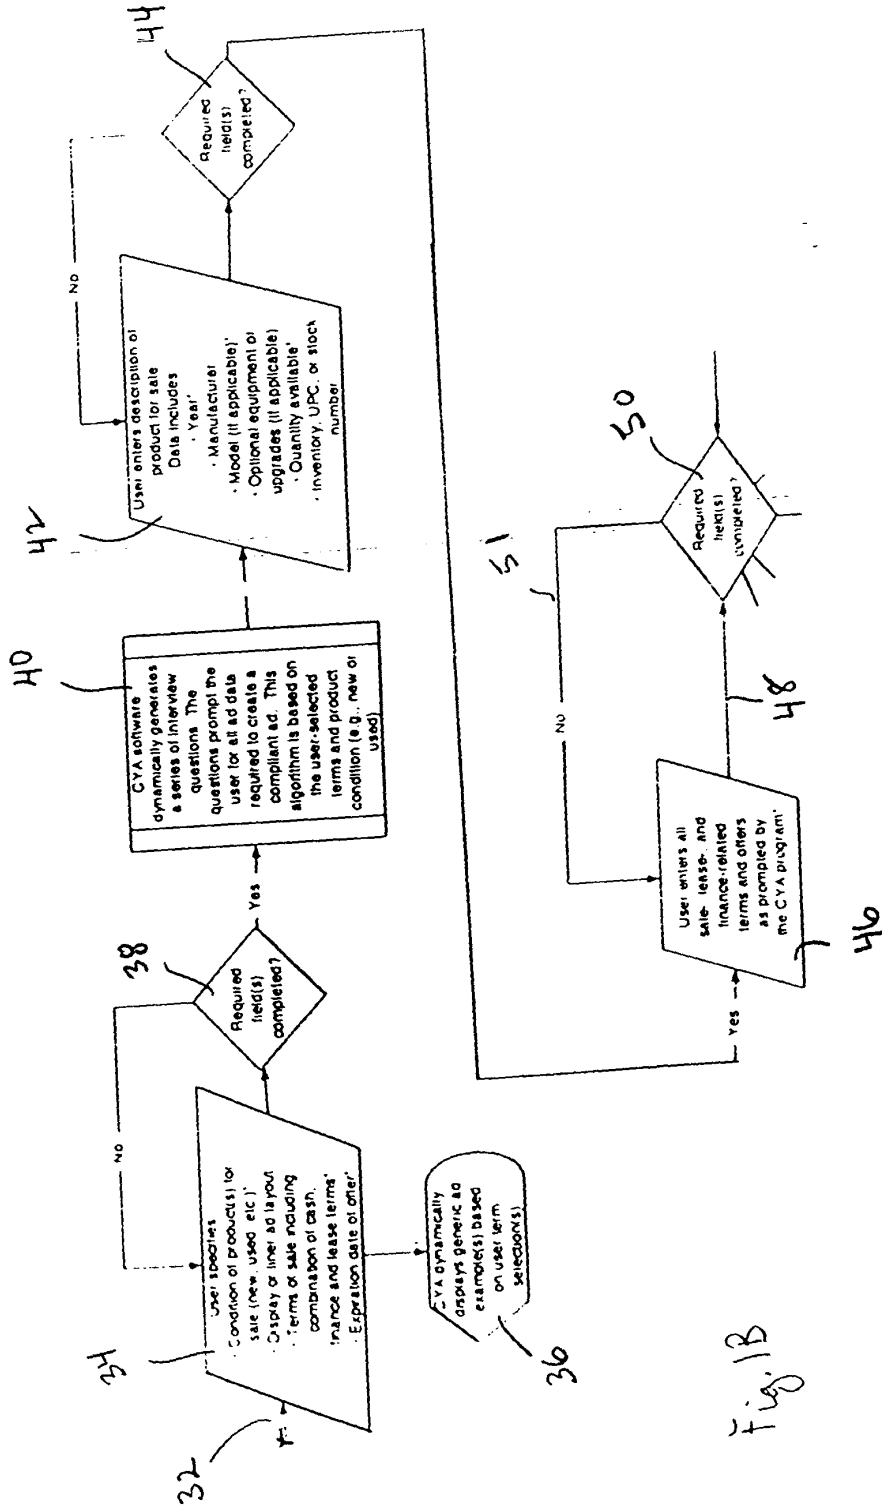 32
34
User specifies
· Condition of product(s) for
sale (new, used etc)*
· Display or liner ad layout
· Terms of sale including
combination of cash,
finance and lease terms*
· Expiration date of offer*
36
CYA dynamically
displays generic ad
example(s) based
on user term
selection(s)
No
38
Required
field(s)
completed?
Yes
40
CYA software
dynamically generates
a series of interview
questions The
questions prompt the
user for all ad data
required to create a
compliant ad. This
algorithm is based on
the user-selected
terms and product
condition (e.g., new or
used)
42
User enters description of
product for sale
Data includes
· Year*
· Manufacturer
· Model (if applicable)*
· Optional equipment or
upgrades (if applicable)
· Quantity available*
· Inventory, UPC, or stock
number
No
44
Required
field(s)
completed?
Yes
46
User enters all
sale- lease-, and
finance-related
terms and offers
as prompted by
the CYA program*
No
48
51
50
Required
field(s)
completed?
Fig. 1B